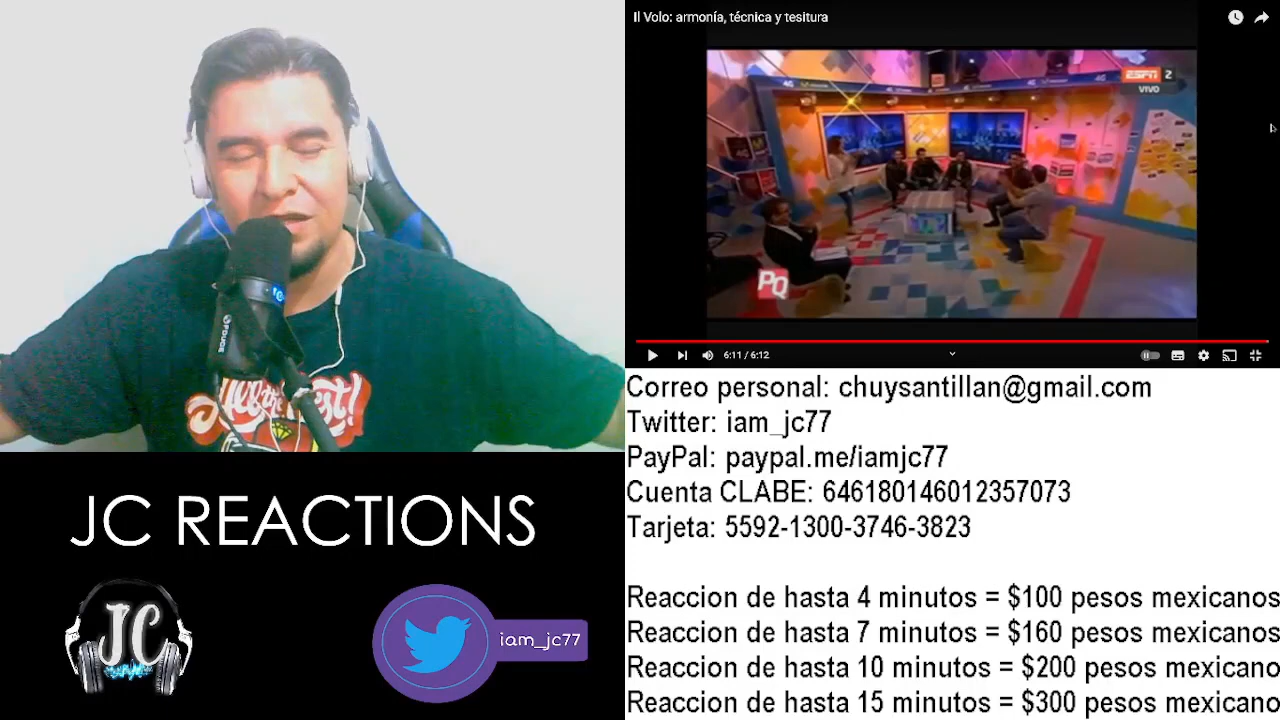 Il Volo: armonía, técnica y tesitura
ESPN 2
VIVO
PQ
6:11 / 6:12
All the Best!
Correo personal: chuysantillan@gmail.com
Twitter: iam_jc77
PayPal: paypal.me/iamjc77
Cuenta CLABE: 646180146012357073
Tarjeta: 5592-1300-3746-3823
Reaccion de hasta 4 minutos = $100 pesos mexicanos
Reaccion de hasta 7 minutos = $160 pesos mexicanos
Reaccion de hasta 10 minutos = $200 pesos mexicano
Reaccion de hasta 15 minutos = $300 pesos mexicano
JC REACTIONS
JC
iam_jc77